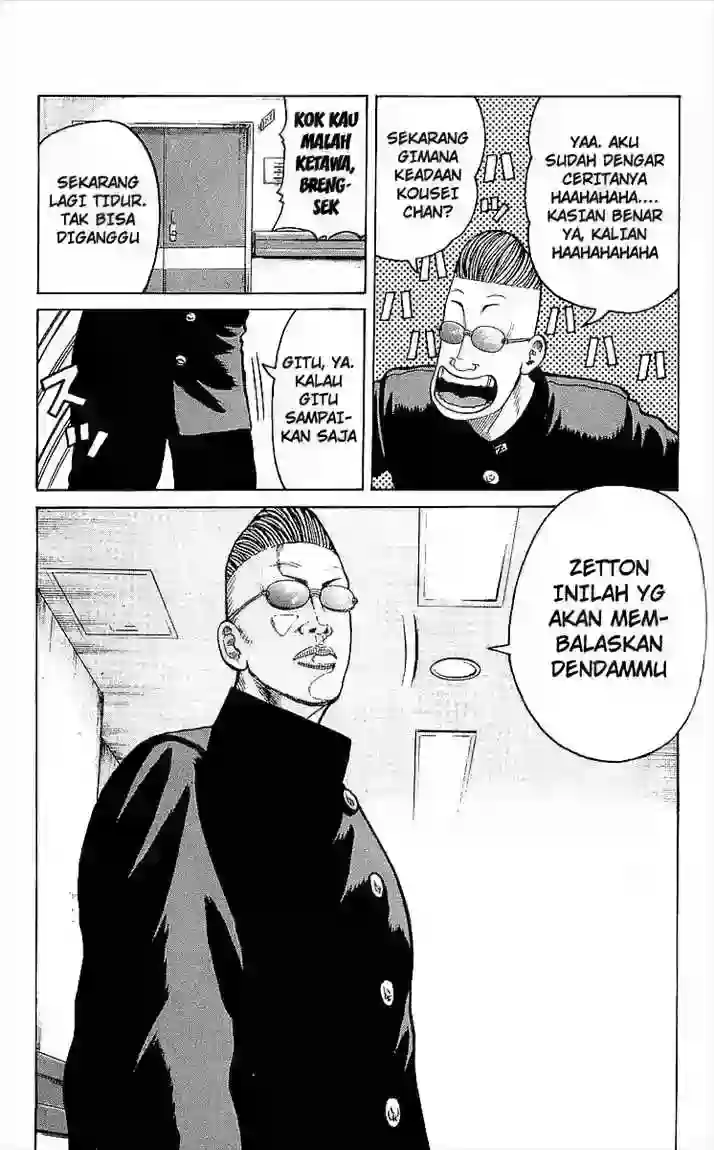 YAA. AKU
SUDAH DENGAR
CERITANYA
HAAHAHAHA....
KASIAN BENAR
YA, KALIAN
HAAHAHAHAHA
SEKARANG
GIMANA
KEADAAN
KOUSEI
CHAN?
KOK KAU
MALAH
KETAWA,
BRENG-
SEK
SEKARANG
LAGI TIDUR.
TAK BISA
DIGANGGU
GITU, YA.
KALAU
GITU
SAMPAI-
KAN SAJA
ZETTON
INILAH YG
AKAN MEM-
BALASKAN
DENDAMMU